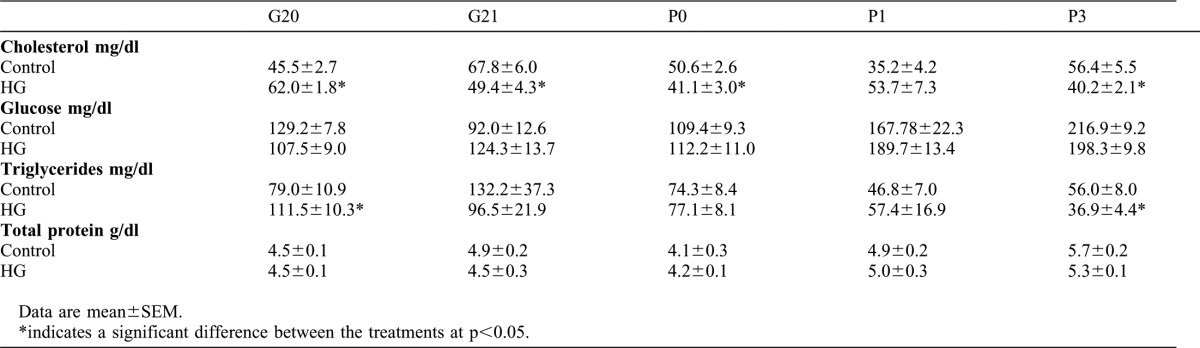 G20 G21 P0 P1 P3
Cholesterol mg/dl
Control 45.5±2.7 67.8±6.0 50.6±2.6 35.2±4.2 56.4±5.5
HG 62.0±1.8* 49.4±4.3* 41.1±3.0* 53.7±7.3 40.2±2.1*
Glucose mg/dl
Control 129.2±7.8 92.0±12.6 109.4±9.3 167.78±22.3 216.9±9.2
HG 107.5±9.0 124.3±13.7 112.2±11.0 189.7±13.4 198.3±9.8
Triglycerides mg/dl
Control 79.0±10.9 132.2±37.3 74.3±8.4 46.8±7.0 56.0±8.0
HG 111.5±10.3* 96.5±21.9 77.1±8.1 57.4±16.9 36.9±4.4*
Total protein g/dl
Control 4.5±0.1 4.9±0.2 4.1±0.3 4.9±0.2 5.7±0.2
HG 4.5±0.1 4.5±0.3 4.2±0.1 5.0±0.3 5.3±0.1
Data are mean±SEM.
*indicates a significant difference between the treatments at p<0.05.